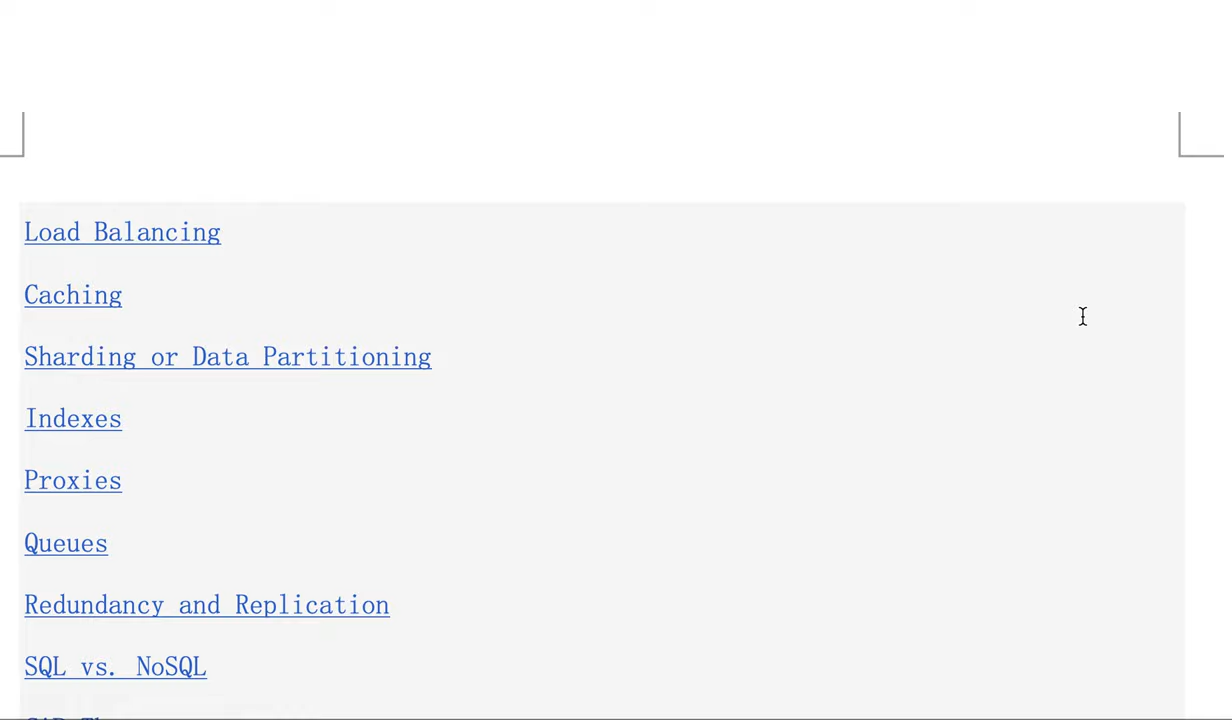 Load Balancing
Caching
Sharding or Data Partitioning
Indexes
Proxies
Queues
Redundancy and Replication
SQL vs. NoSQL